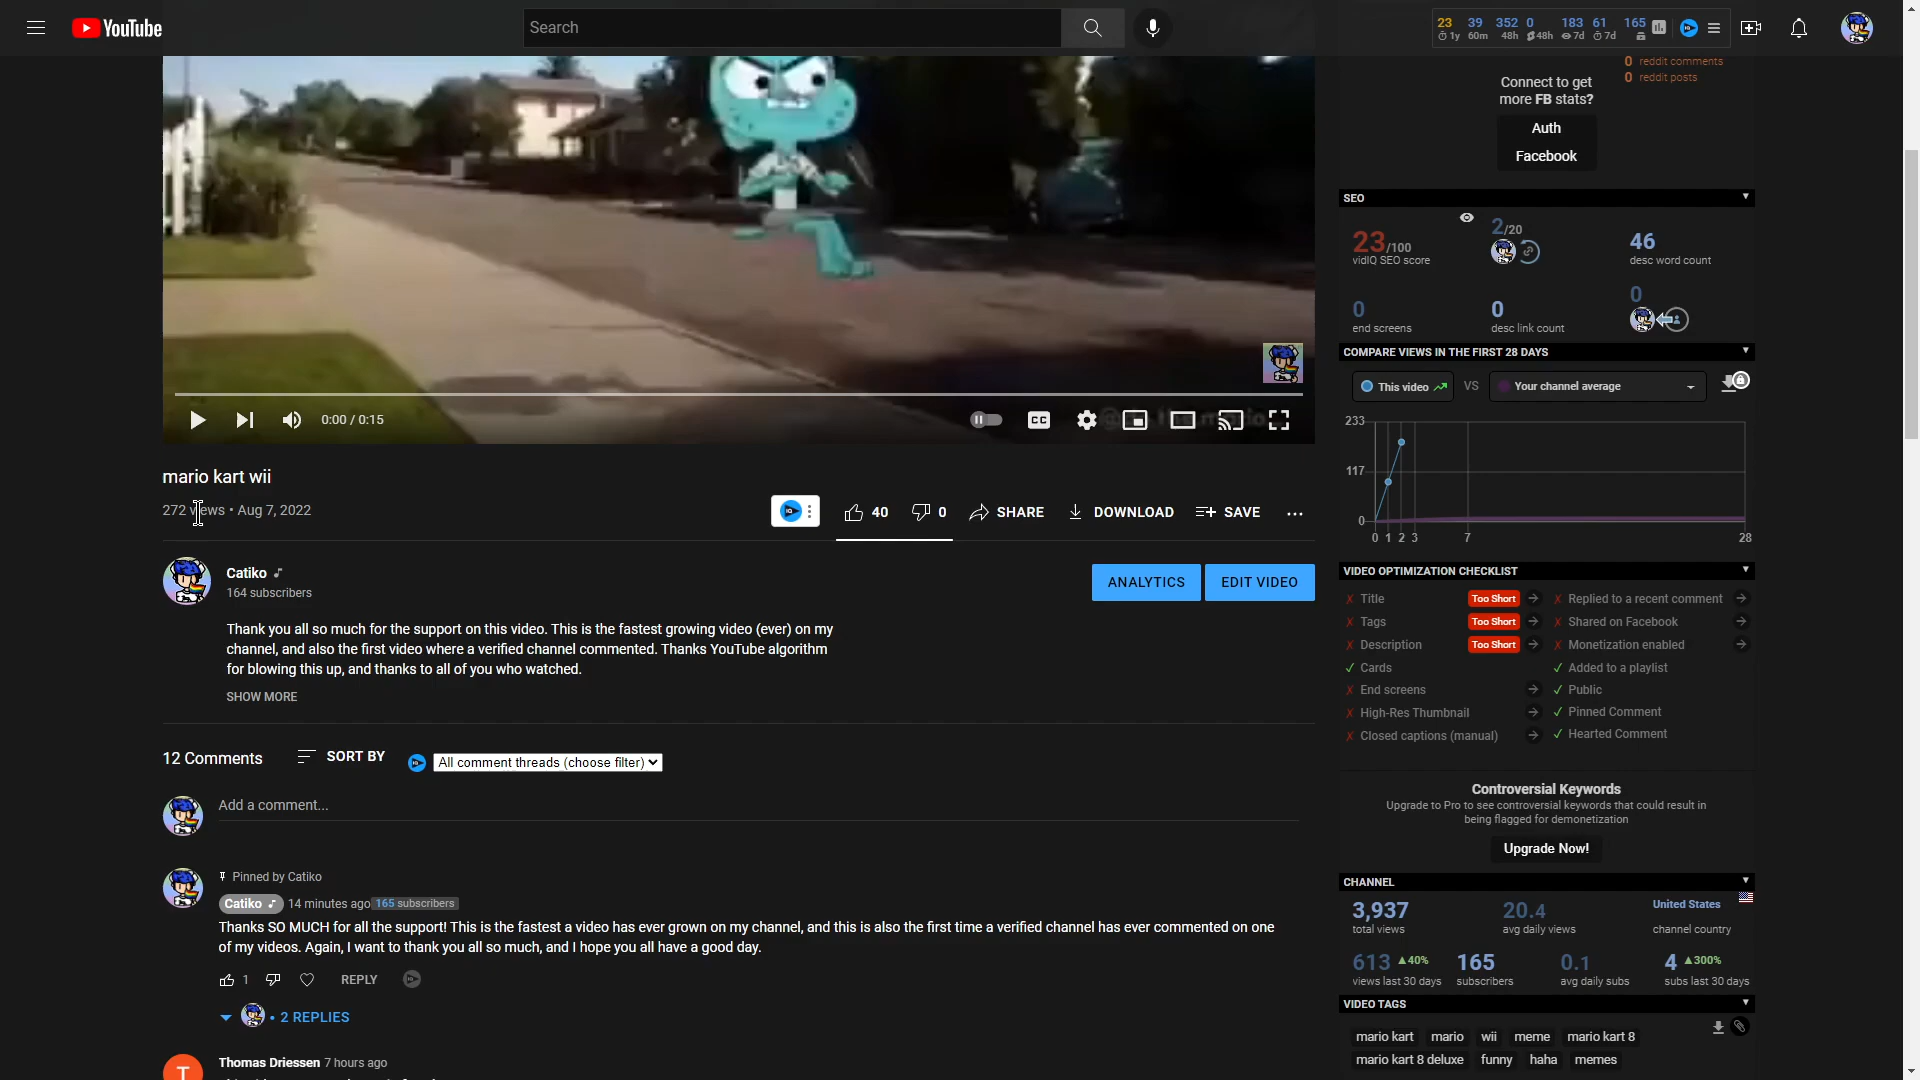 YouTube
Search
23 39 352 0 183 61 165
1y 60m 48h 48h 7d 7d
0 reddit comments
0 reddit posts
Connect to get
more FB stats?
Auth
Facebook
SEO
23/100
vidIQ SEO score
2/20
46
desc word count
0
end screens
0
desc link count
0
COMPARE VIEWS IN THE FIRST 28 DAYS
This video VS Your channel average
233
117
0
0 1 2 3 7 28
0:00 / 0:15
CC
mario kart wii
272 views • Aug 7, 2022
40 0 SHARE DOWNLOAD SAVE
Catiko
164 subscribers
ANALYTICS EDIT VIDEO
Thank you all so much for the support on this video. This is the fastest growing video (ever) on my
channel, and also the first video where a verified channel commented. Thanks YouTube algorithm
for blowing this up, and thanks to all of you who watched.
SHOW MORE
12 Comments SORT BY All comment threads (choose filter)
Add a comment...
Pinned by Catiko
Catiko 14 minutes ago 165 subscribers
Thanks SO MUCH for all the support! This is the fastest a video has ever grown on my channel, and this is also the first time a verified channel has ever commented on one
of my videos. Again, I want to thank you all so much, and I hope you all have a good day.
1 REPLY
• 2 REPLIES
T Thomas Driessen 7 hours ago
VIDEO OPTIMIZATION CHECKLIST
Title Too Short Replied to a recent comment
Tags Too Short Shared on Facebook
Description Too Short Monetization enabled
Cards Added to a playlist
End screens Public
High-Res Thumbnail Pinned Comment
Closed captions (manual) Hearted Comment
Controversial Keywords
Upgrade to Pro to see controversial keywords that could result in
being flagged for demonetization
Upgrade Now!
CHANNEL
3,937
total views
20.4
avg daily views
United States
channel country
613 ▲40%
views last 30 days
165
subscribers
0.1
avg daily subs
4 ▲300%
subs last 30 days
VIDEO TAGS
mario kart mario wii meme mario kart 8
mario kart 8 deluxe funny haha memes